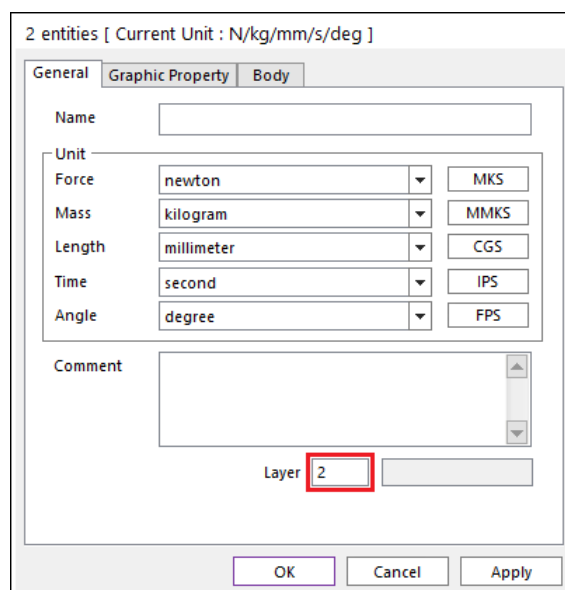 2 entities [ Current Unit : N/kg/mm/s/deg ]
General Graphic Property Body
Name
Unit
Force newton MKS
Mass kilogram MMKS
Length millimeter CGS
Time second IPS
Angle degree FPS
Comment
Layer 2
OK Cancel Apply